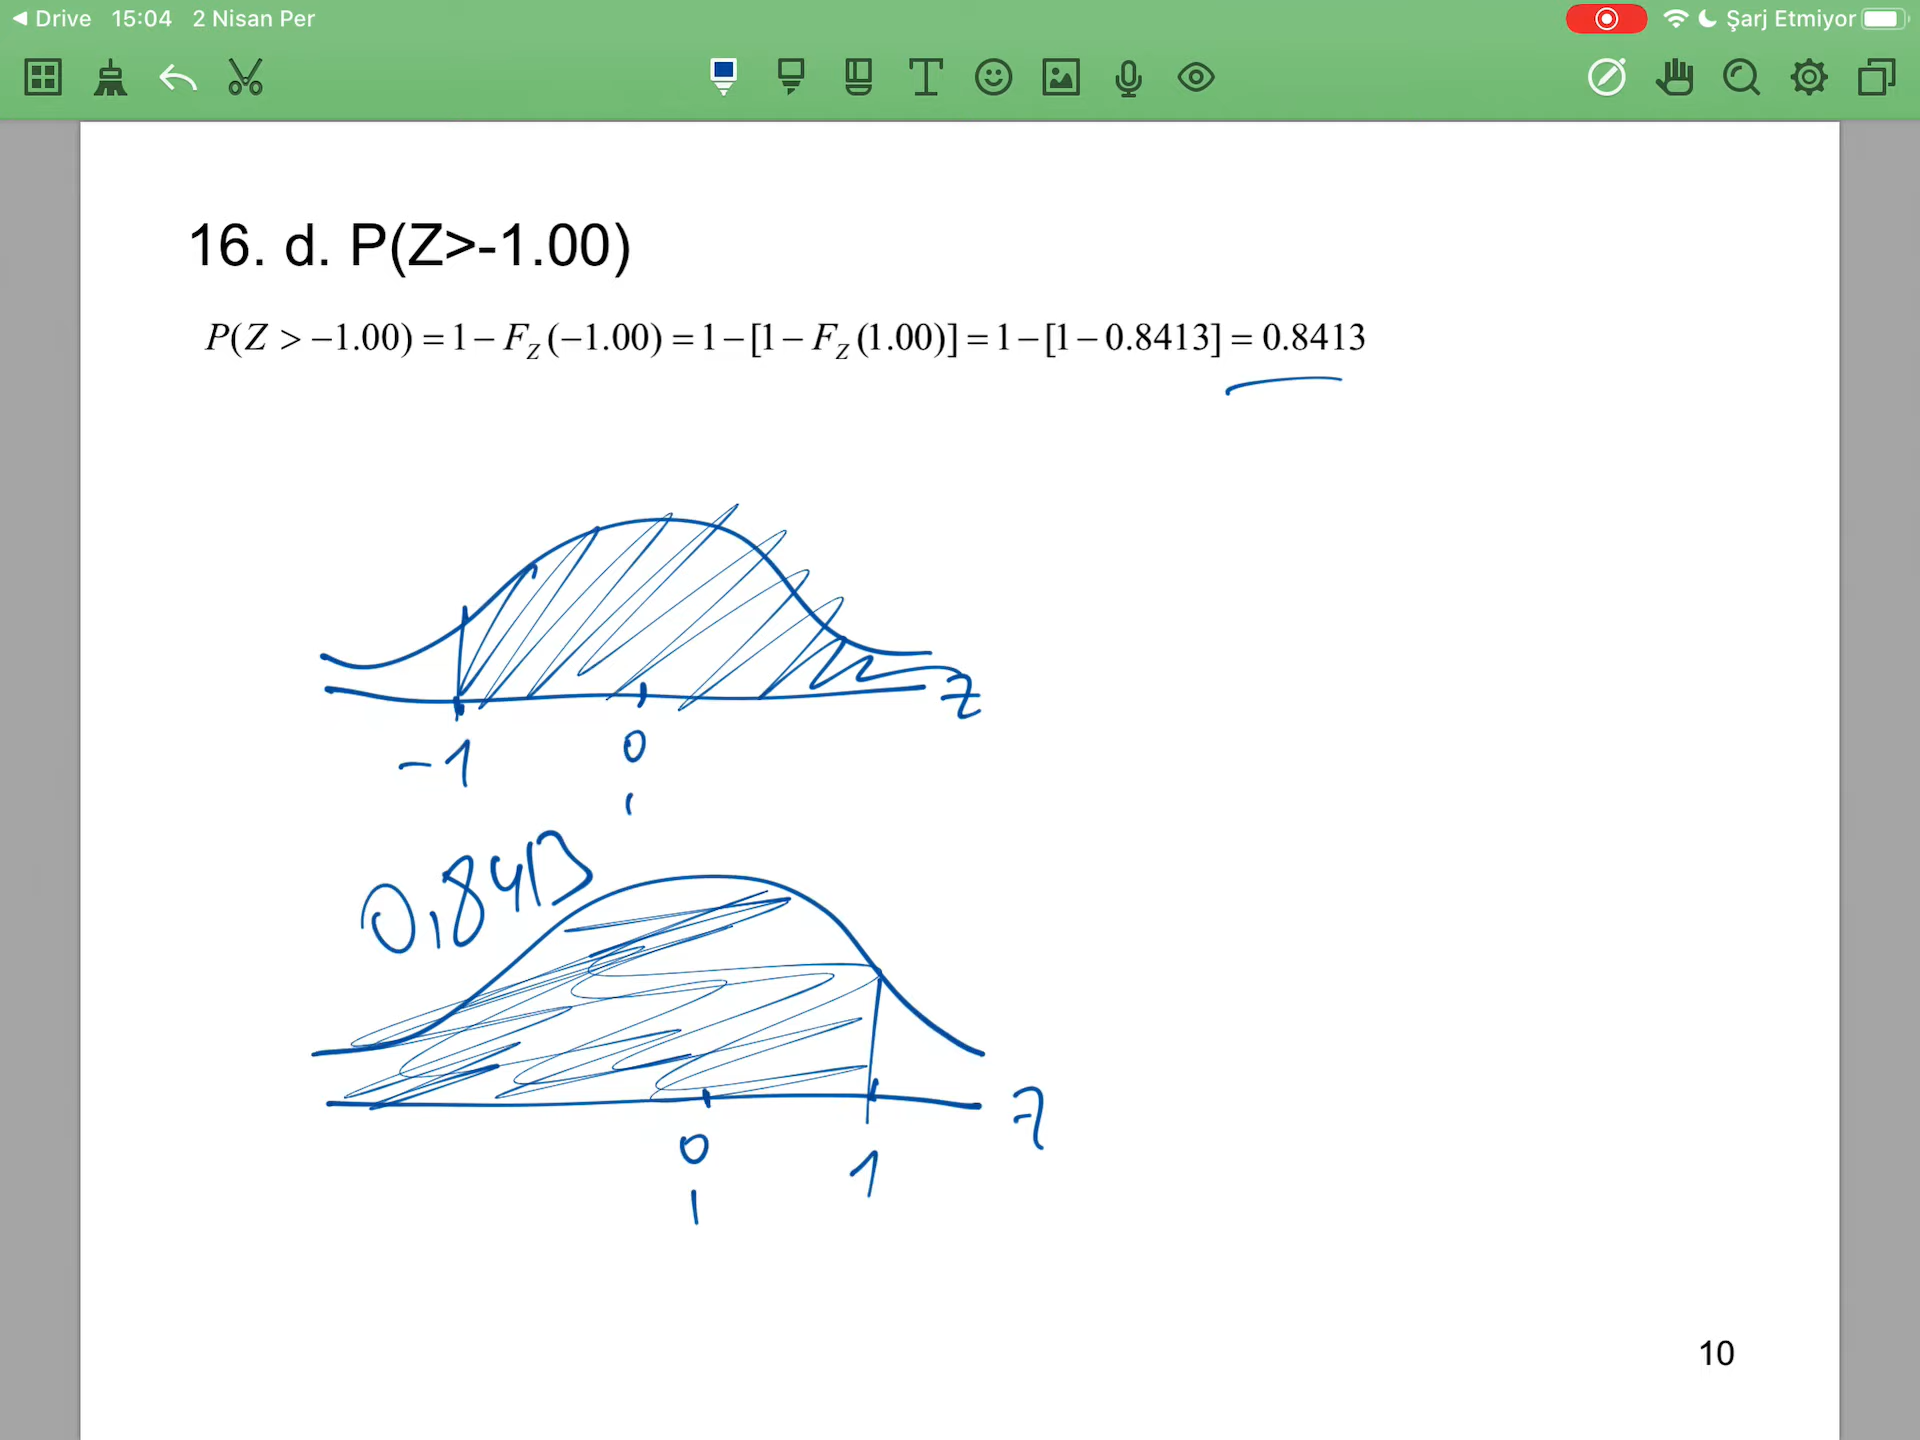 Drive 15:04 2 Nisan Per Şarj Etmiyor
16. d. P(Z>-1.00)
P(Z > −1.00) = 1 − F_Z(−1.00) = 1 − [1 − F_Z(1.00)] = 1 − [1 − 0.8413] = 0.8413
Z
-1 0
0,8413
Z
0 1
10